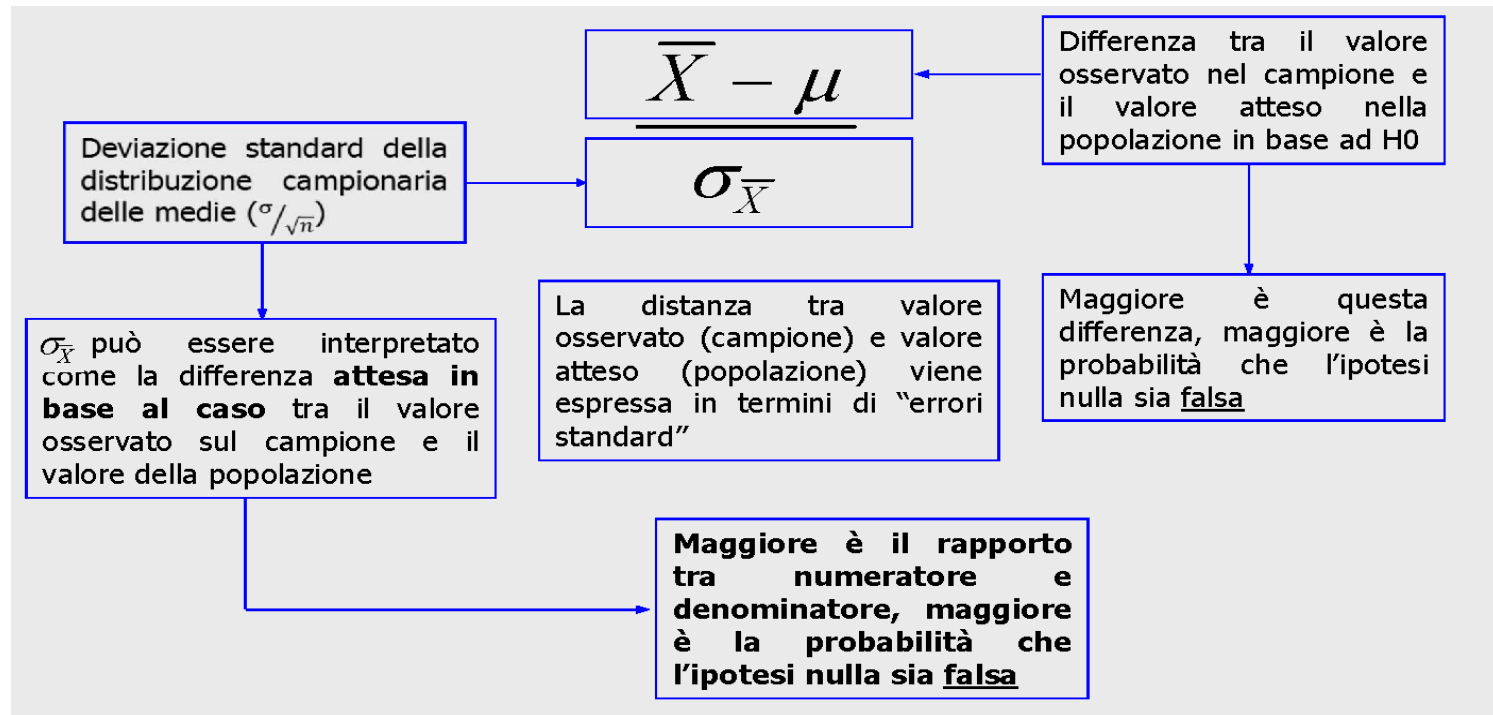 X̅ − μ
σ_X̅
Differenza tra il valore
osservato nel campione e
il valore atteso nella
popolazione in base ad H0
Deviazione standard della
distribuzione campionaria
delle medie (σ/√n)
Maggiore è questa
differenza, maggiore è la
probabilità che l’ipotesi
nulla sia falsa
La distanza tra valore
osservato (campione) e valore
atteso (popolazione) viene
espressa in termini di “errori
standard”
σ_X̅ può essere interpretato
come la differenza attesa in
base al caso tra il valore
osservato sul campione e il
valore della popolazione
Maggiore è il rapporto
tra numeratore e
denominatore, maggiore
è la probabilità che
l’ipotesi nulla sia falsa